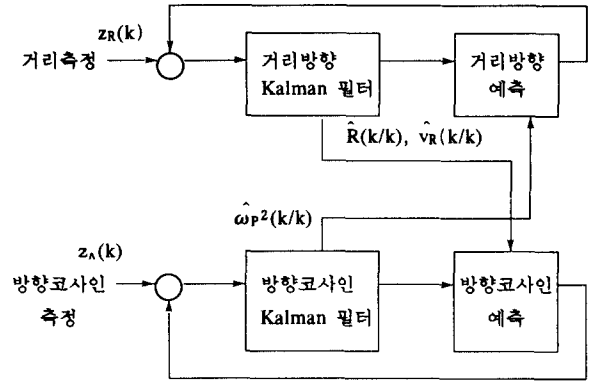 z_R(k)
거리측정
거리방향
Kalman 필터
거리방향
예측
R̂(k/k), v̂_R(k/k)
ω̂_P²(k/k)
z_Λ(k)
방향코사인
측정
방향코사인
Kalman 필터
방향코사인
예측